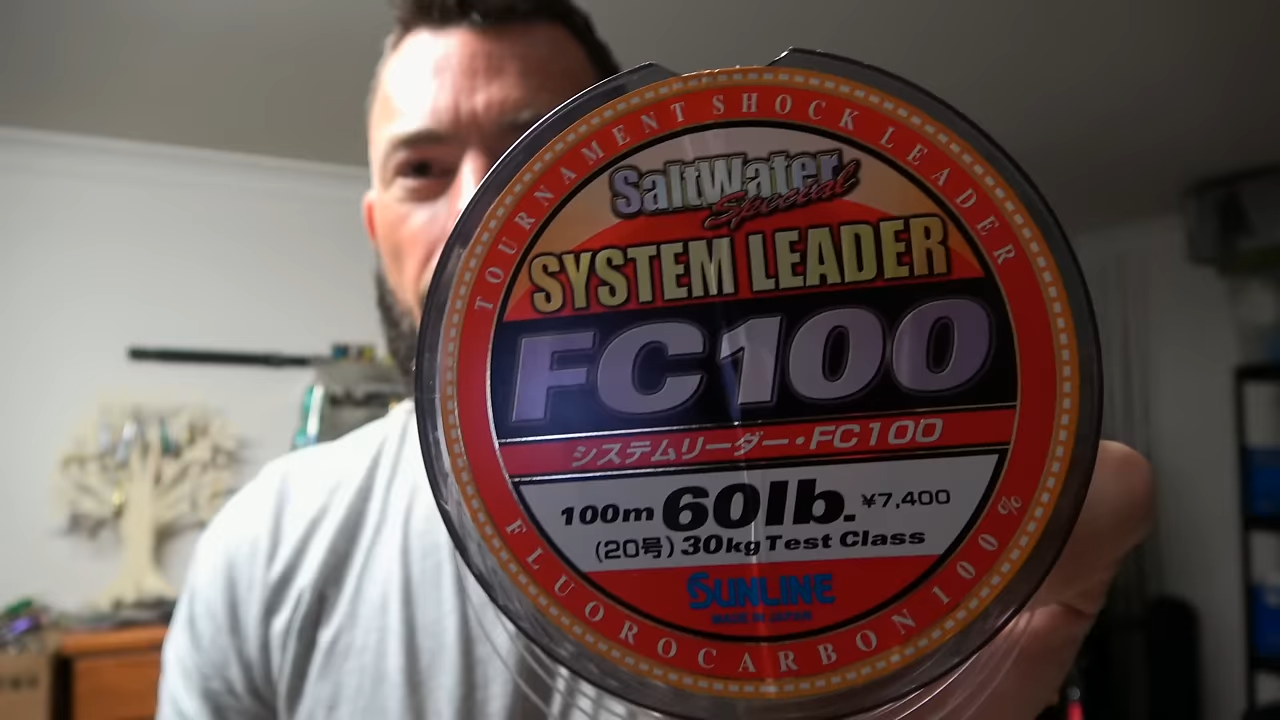 TOURNAMENT SHOCK LEADER
SaltWater
Special
SYSTEM LEADER
FC100
システムリーダー・FC100
100m 60lb. ¥7,400
(20号) 30kg Test Class
SUNLINE
MADE IN JAPAN
FLUOROCARBON 100%